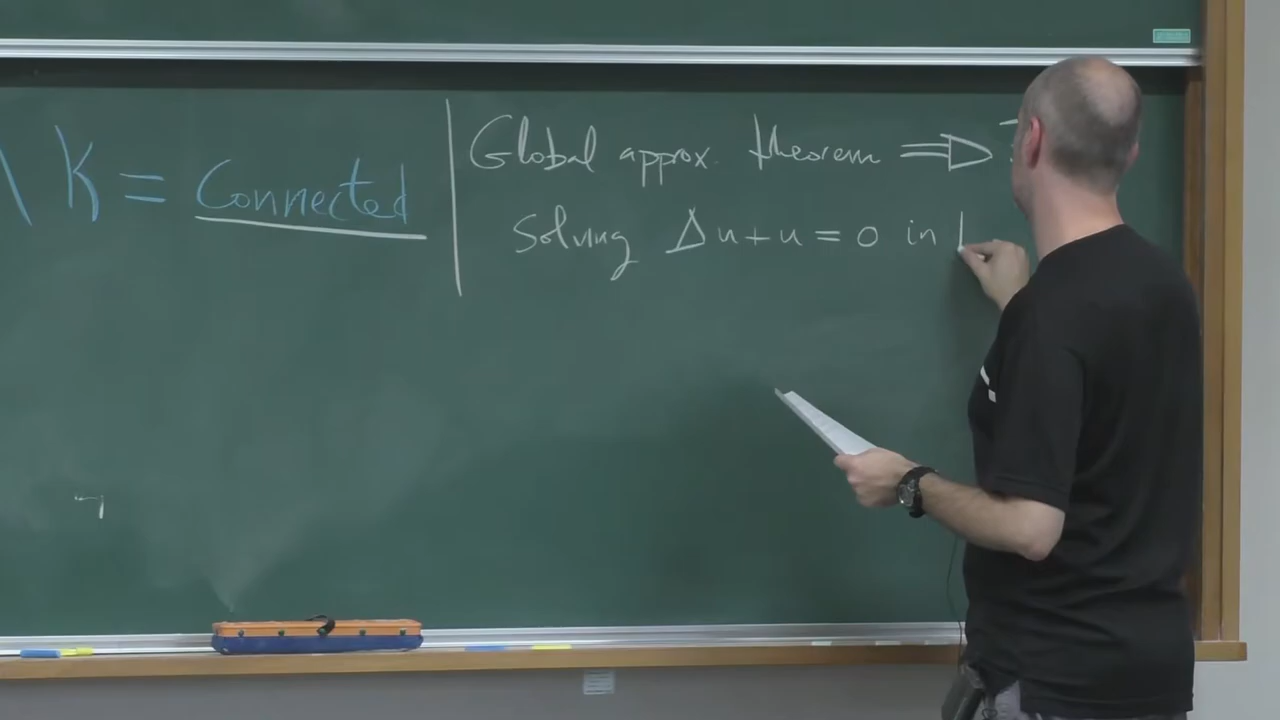 \ K = Connected
Global approx. theorem ⇒
Solving Δu+u=0 in